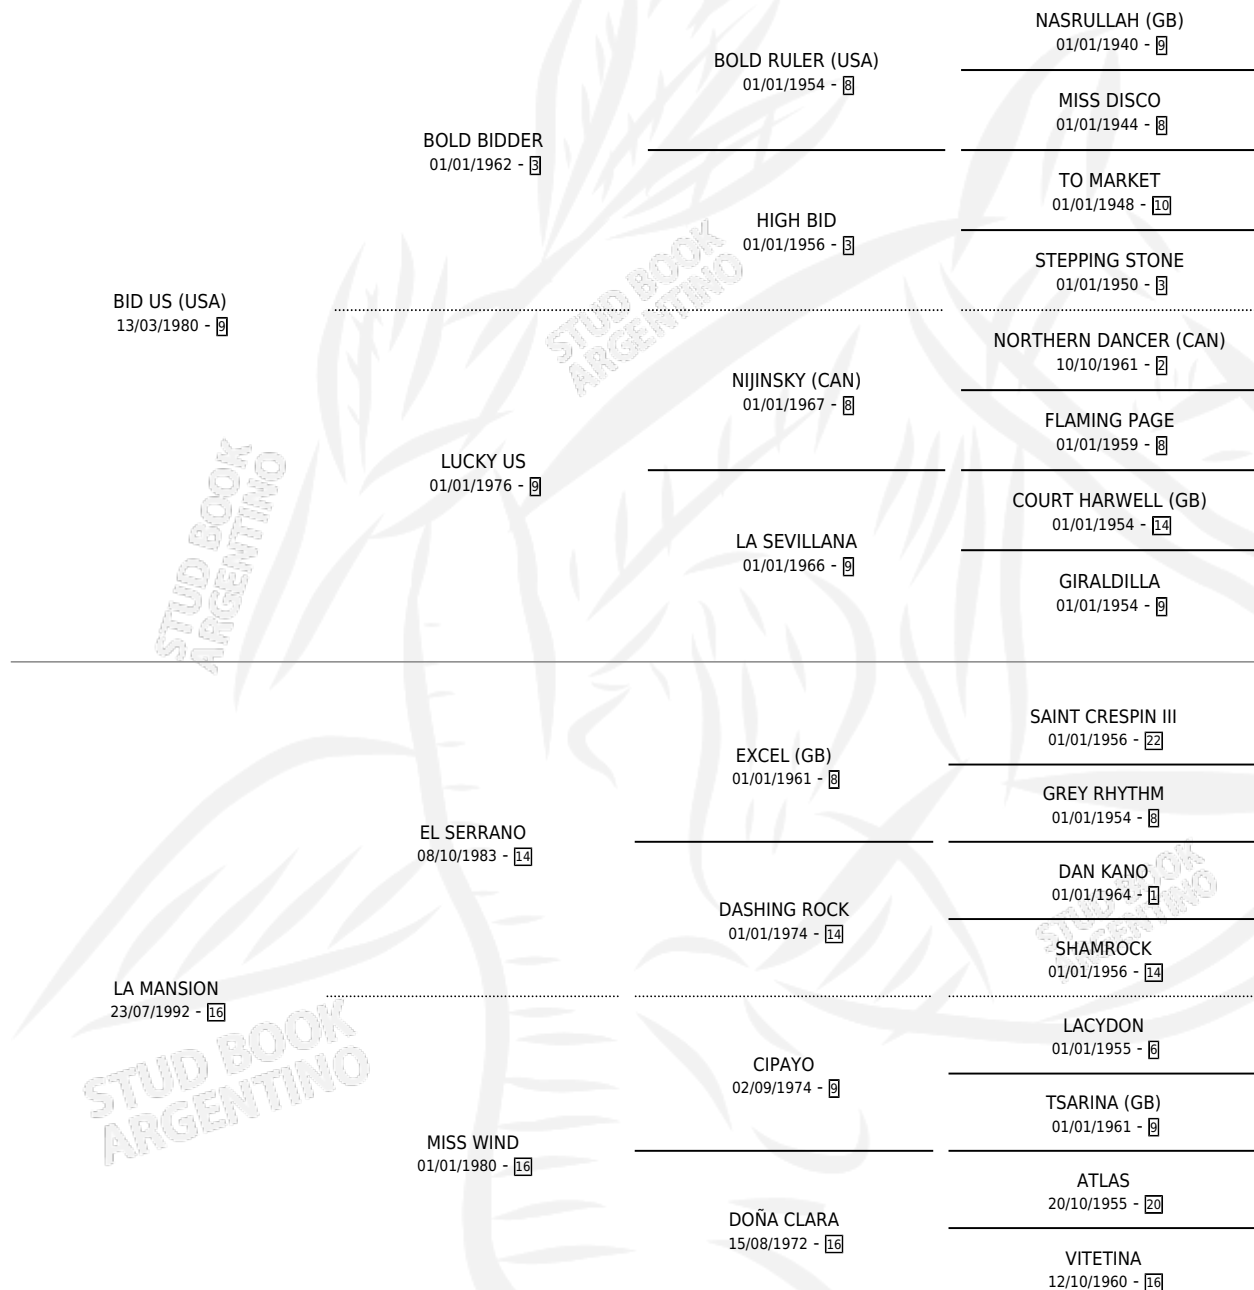 NASRULLAH (GB)
01/01/1940 - 9
BOLD RULER (USA)
01/01/1954 - 8
MISS DISCO
01/01/1944 - 8
BOLD BIDDER
01/01/1962 - 3
TO MARKET
01/01/1948 - 10
HIGH BID
01/01/1956 - 3
STEPPING STONE
01/01/1950 - 3
BID US (USA)
13/03/1980 - 9
NORTHERN DANCER (CAN)
10/10/1961 - 2
NIJINSKY (CAN)
01/01/1967 - 8
FLAMING PAGE
01/01/1959 - 8
LUCKY US
01/01/1976 - 9
COURT HARWELL (GB)
01/01/1954 - 14
LA SEVILLANA
01/01/1966 - 9
GIRALDILLA
01/01/1954 - 9
SAINT CRESPIN III
01/01/1956 - 22
EXCEL (GB)
01/01/1961 - 8
GREY RHYTHM
01/01/1954 - 8
EL SERRANO
08/10/1983 - 14
DAN KANO
01/01/1964 - 1
DASHING ROCK
01/01/1974 - 14
SHAMROCK
01/01/1956 - 14
LA MANSION
23/07/1992 - 16
LACYDON
01/01/1955 - 6
CIPAYO
02/09/1974 - 9
TSARINA (GB)
01/01/1961 - 9
MISS WIND
01/01/1980 - 16
ATLAS
20/10/1955 - 20
DOÑA CLARA
15/08/1972 - 16
VITETINA
12/10/1960 - 16
STUD BOOK
ARGENTINO
STUD BOOK
ARGENTINO
STUD BOOK
ARGENTINO
STUD BOOK
ARGENTINO